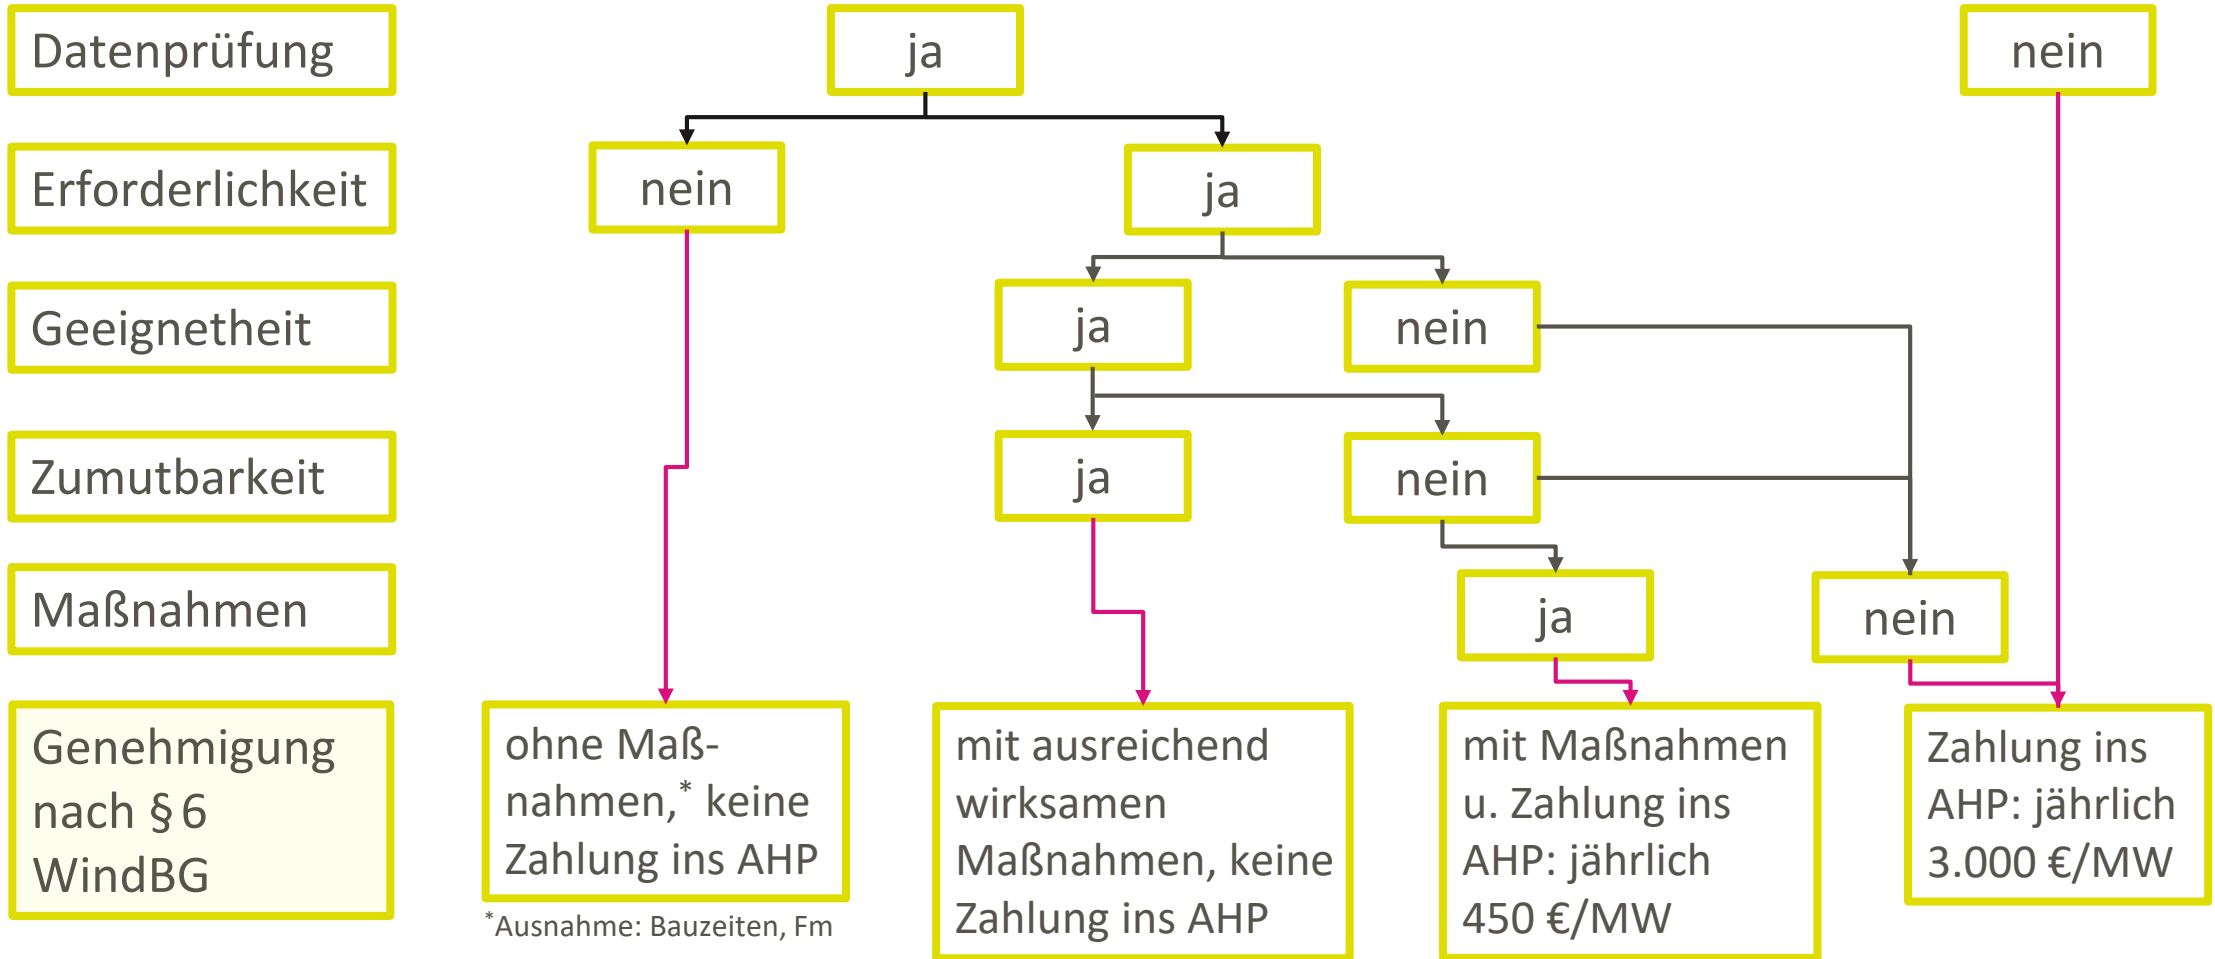 Datenprüfung
ja
nein
Erforderlichkeit
nein
ja
Geeignetheit
ja
nein
Zumutbarkeit
ja
nein
Maßnahmen
ja
nein
Genehmigung
nach § 6
WindBG
ohne Maß-
nahmen,* keine
Zahlung ins AHP
*Ausnahme: Bauzeiten, Fm
mit ausreichend
wirksamen
Maßnahmen, keine
Zahlung ins AHP
mit Maßnahmen
u. Zahlung ins
AHP: jährlich
450 €/MW
Zahlung ins
AHP: jährlich
3.000 €/MW